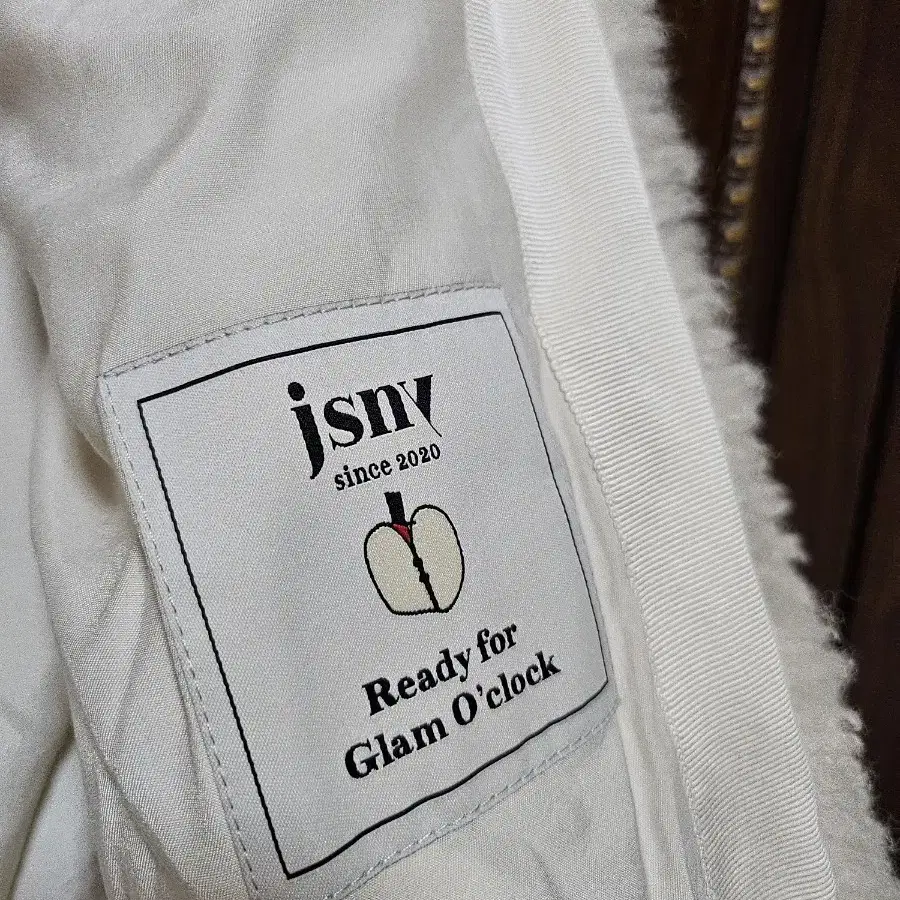 jsny
since 2020
Ready for
Glam O'clock